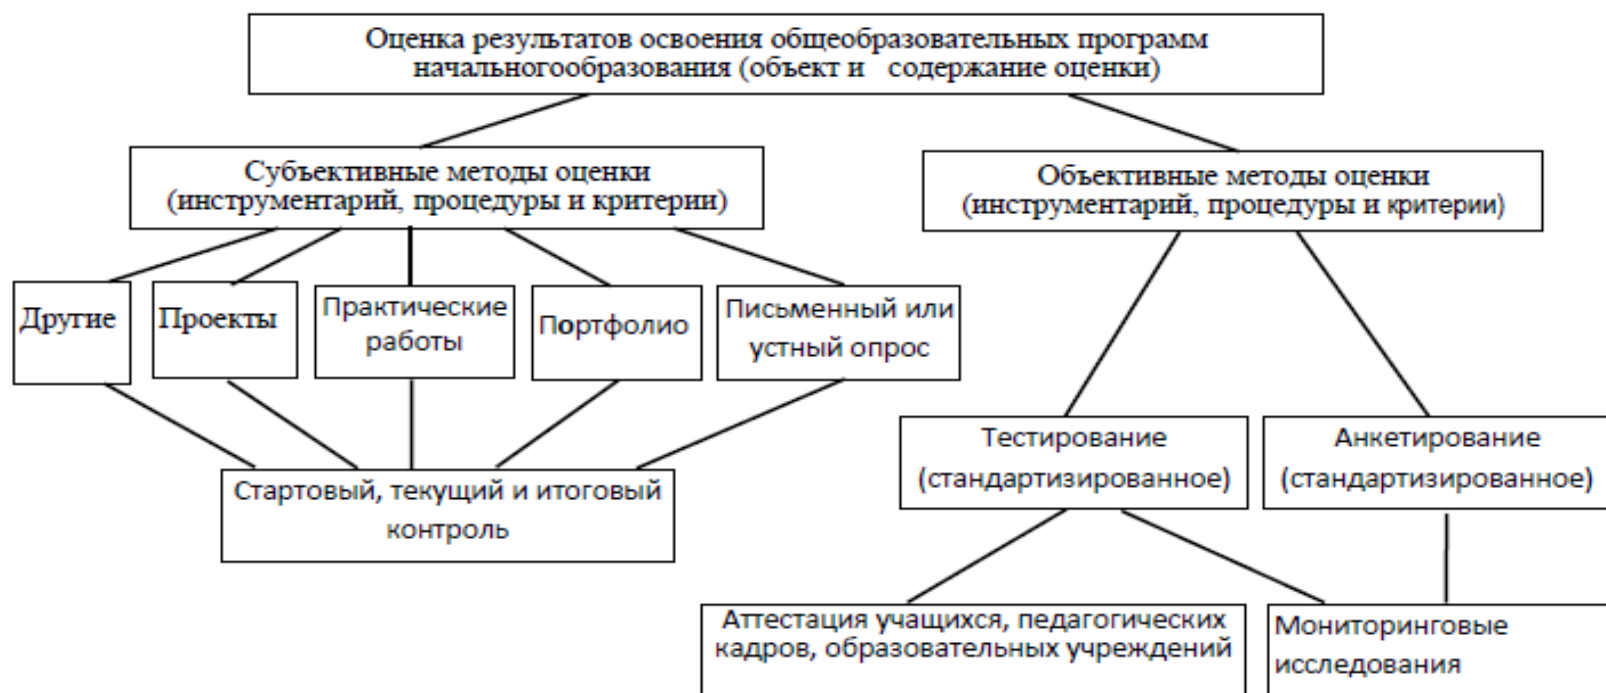 Оценка результатов освоения общеобразовательных программ
начальногообразования (объект и содержание оценки)
Субъективные методы оценки
(инструментарий, процедуры и критерии)
Объективные методы оценки
(инструментарий, процедуры и критерии)
Другие
Проекты
Практические
работы
Портфолио
Письменный или
устный опрос
Тестирование
(стандартизированное)
Анкетирование
(стандартизированное)
Стартовый, текущий и итоговый
контроль
Аттестация учащихся, педагогических
кадров, образовательных учреждений
Мониторинговые
исследования